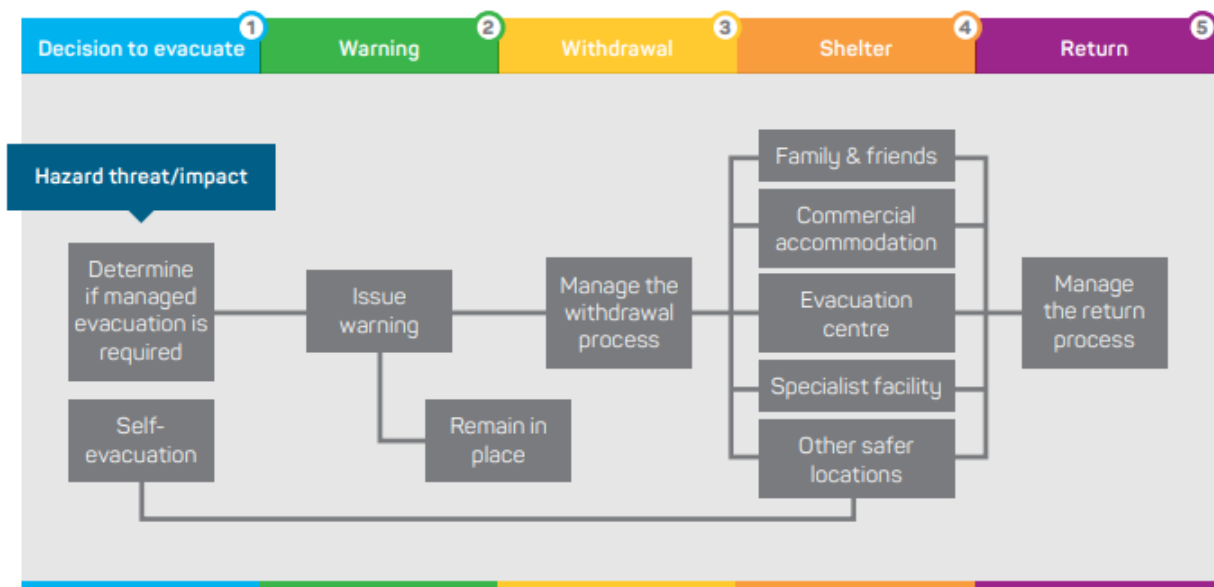 1 2 3 4 5
Decision to evacuate Warning Withdrawal Shelter Return
Hazard threat/impact
Determine
if managed
evacuation is
required
Self-
evacuation
Issue
warning
Remain in
place
Manage the
withdrawal
process
Family & friends
Commercial
accommodation
Evacuation
centre
Specialist facility
Other safer
locations
Manage
the return
process